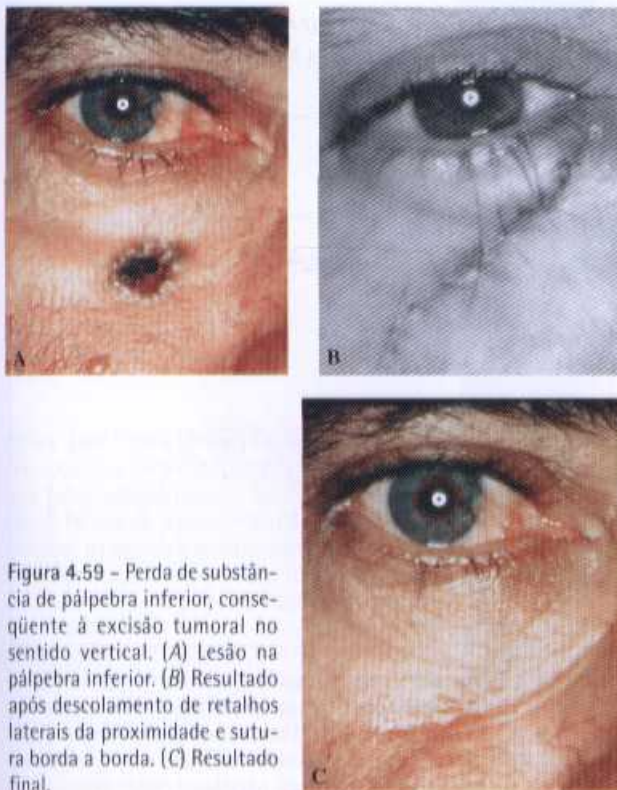 A
B
Figura 4.59 – Perda de substân-
cia de pálpebra inferior, conse-
qüente à excisão tumoral no
sentido vertical. (A) Lesão na
pálpebra inferior. (B) Resultado
após descolamento de retalhos
laterais da proximidade e sutu-
ra borda a borda. (C) Resultado
final.
C